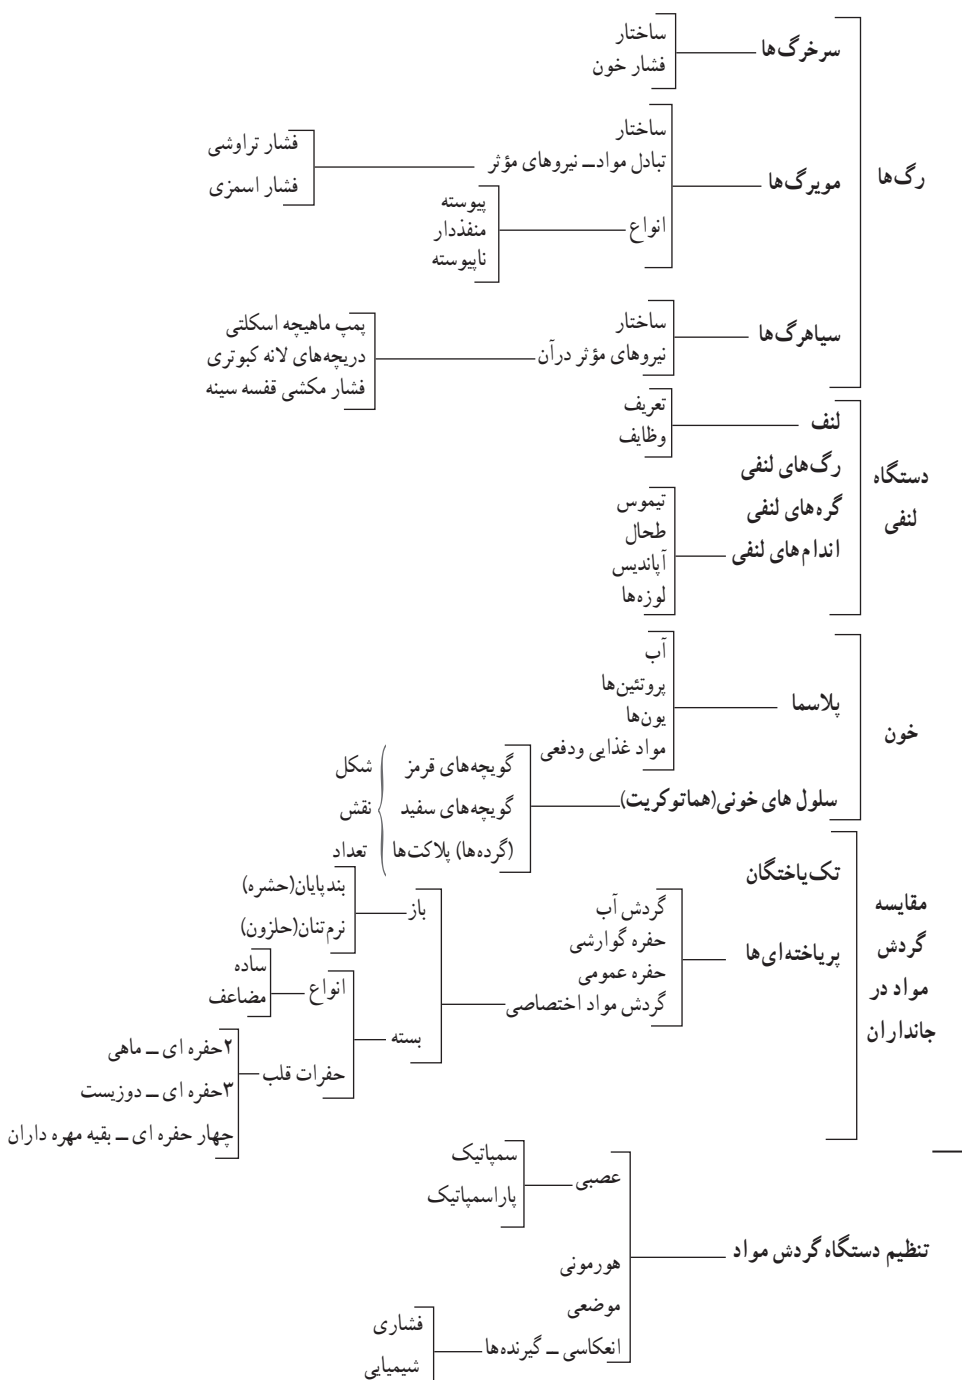 رگ‌ها
سرخرگ‌ها
ساختار
فشار خون
مویرگ‌ها
ساختار
تبادل مواد ــ نیروهای مؤثر
فشار تراوشی
فشار اسمزی
انواع
پیوسته
منفذدار
ناپیوسته
سیاهرگ‌ها
ساختار
نیروهای مؤثر درآن
پمپ ماهیچه اسکلتی
دریچه‌های لانه کبوتری
فشار مکشی قفسه سینه
دستگاه
لنفی
لنف
تعریف
وظایف
رگ‌های لنفی
گره‌های لنفی
اندام‌های لنفی
تیموس
طحال
آپاندیس
لوزه‌ها
خون
پلاسما
آب
پروتئین‌ها
یون‌ها
مواد غذایی ودفعی
سلول های خونی(هماتوکریت)
گویچه‌های قرمز
گویچه‌های سفید
(گرده‌ها) پلاکت‌ها
شکل
نقش
تعداد
مقایسه
گردش
مواد در
جانداران
تک‌یاختگان
پریاخته‌ای‌ها
گردش آب
حفره گوارشی
حفره عمومی
گردش مواد اختصاصی
باز
بندپایان(حشره)
نرم‌تنان(حلزون)
بسته
انواع
ساده
مضاعف
حفرات قلب
۲حفره ای ــ ماهی
۳حفره ای ــ دوزیست
چهار حفره ای ــ بقیه مهره داران
تنظیم دستگاه گردش مواد
عصبی
سمپاتیک
پاراسمپاتیک
هورمونی
موضعی
انعکاسی ــ گیرنده‌ها
فشاری
شیمیایی